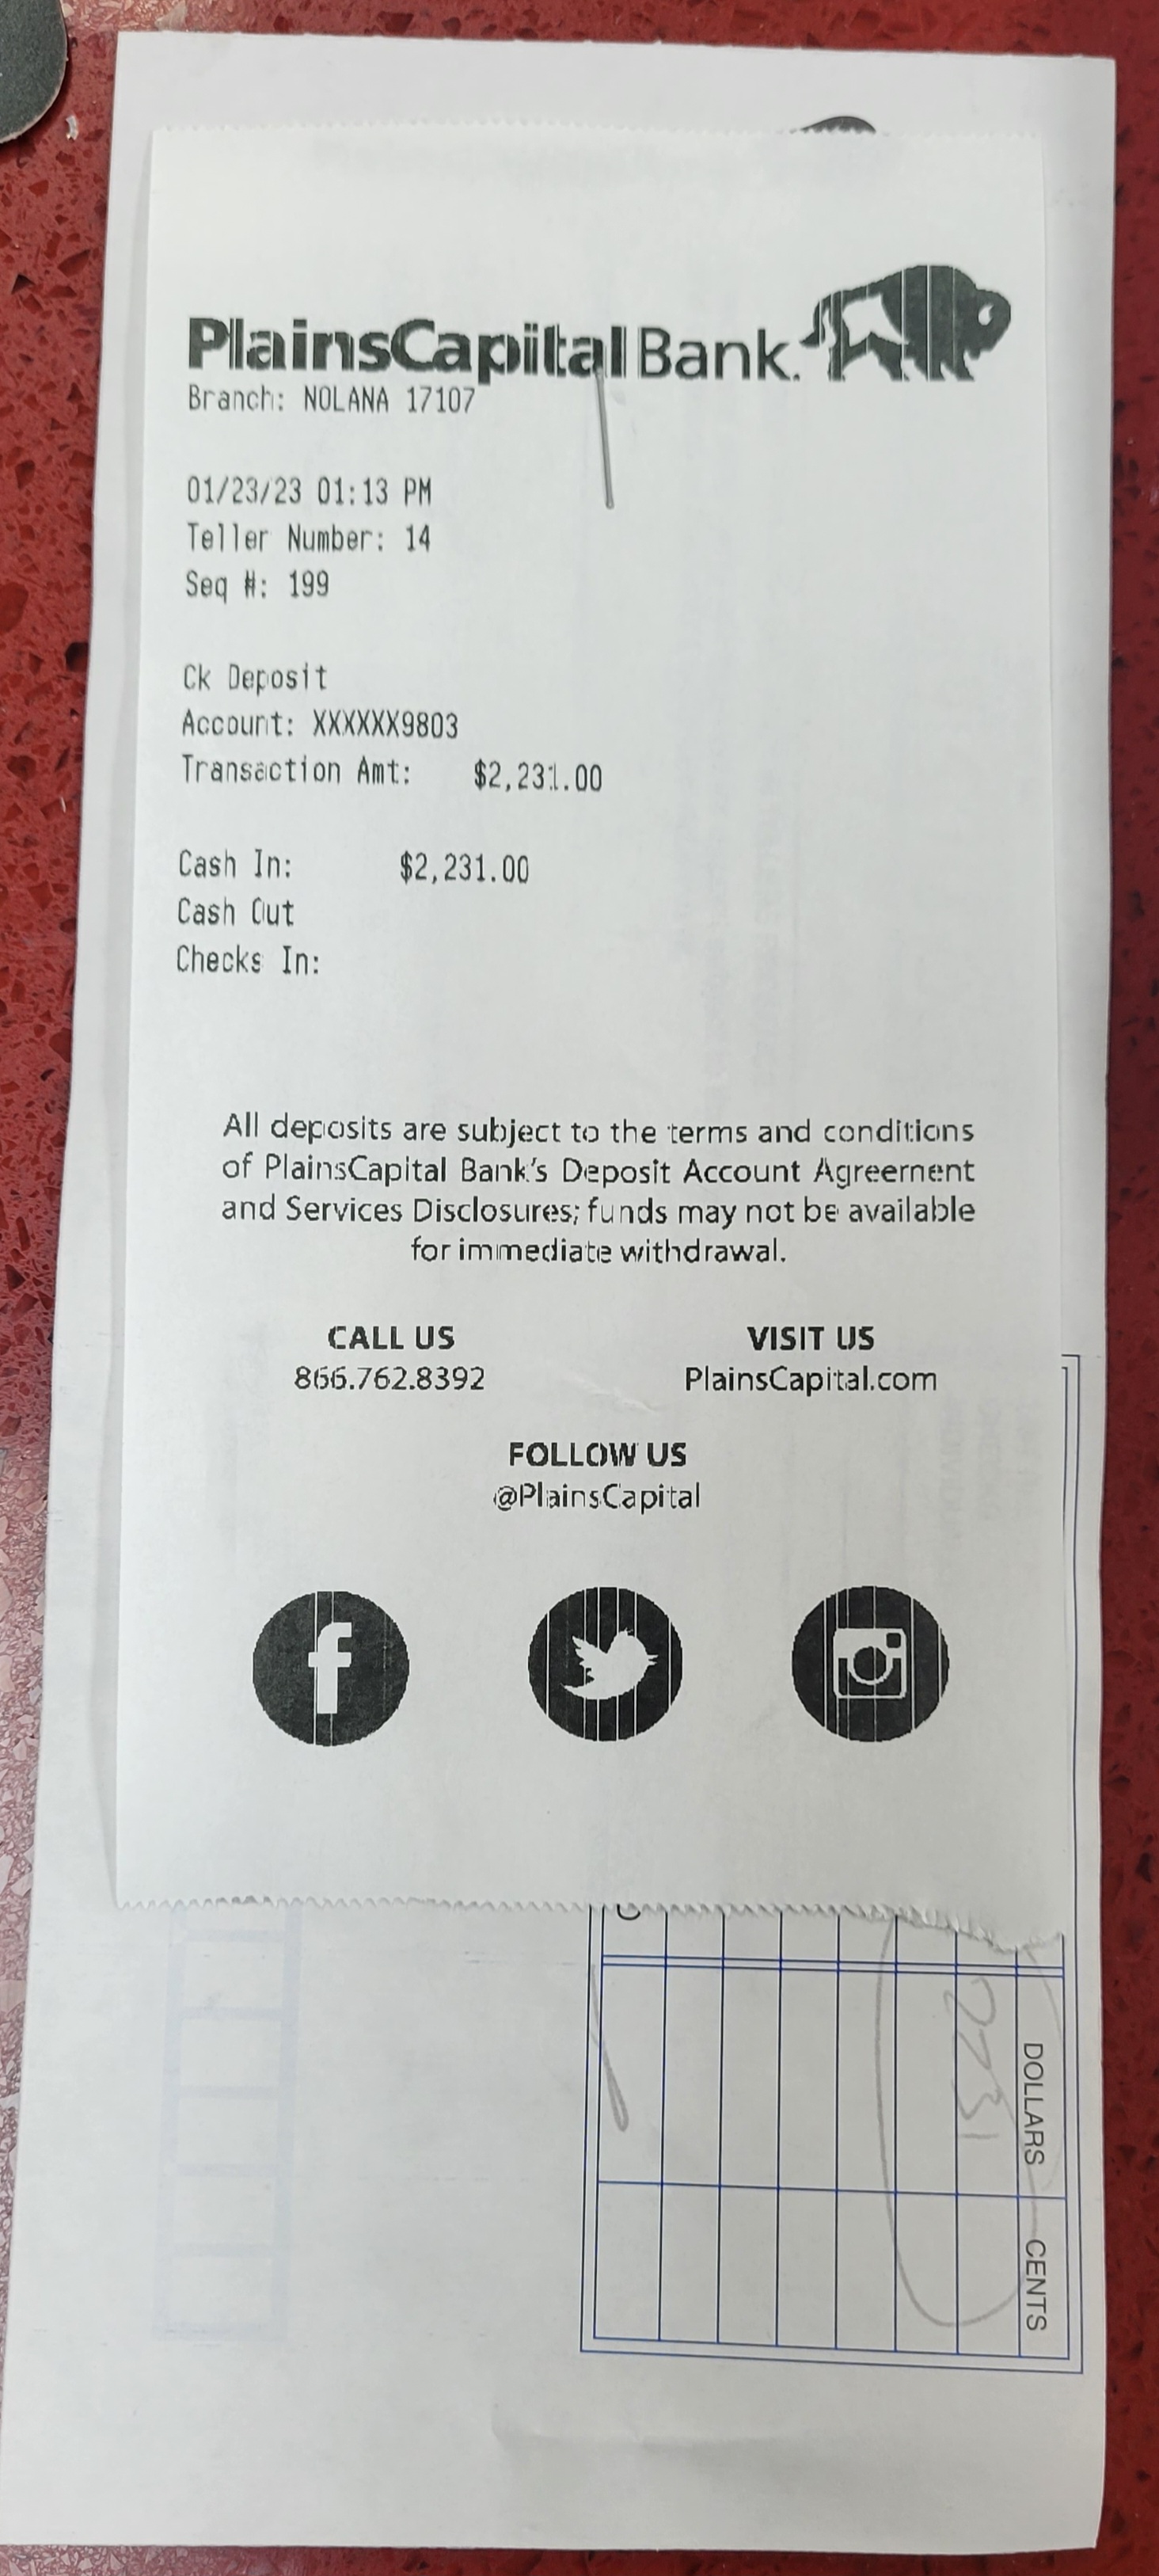 PlainsCapital Bank.
Branch: NOLANA 17107
01/23/23 01:13 PM
Teller Number: 14
Seq #: 199
Ck Deposit
Account: XXXXXX9803
Transaction Amt: $2,231.00
Cash In: $2,231.00
Cash Out
Checks In:
All deposits are subject to the terms and conditions
of PlainsCapital Bank's Deposit Account Agreement
and Services Disclosures; funds may not be available
for immediate withdrawal.
CALL US
866.762.8392
VISIT US
PlainsCapital.com
FOLLOW US
@PlainsCapital
DOLLARS CENTS
2231